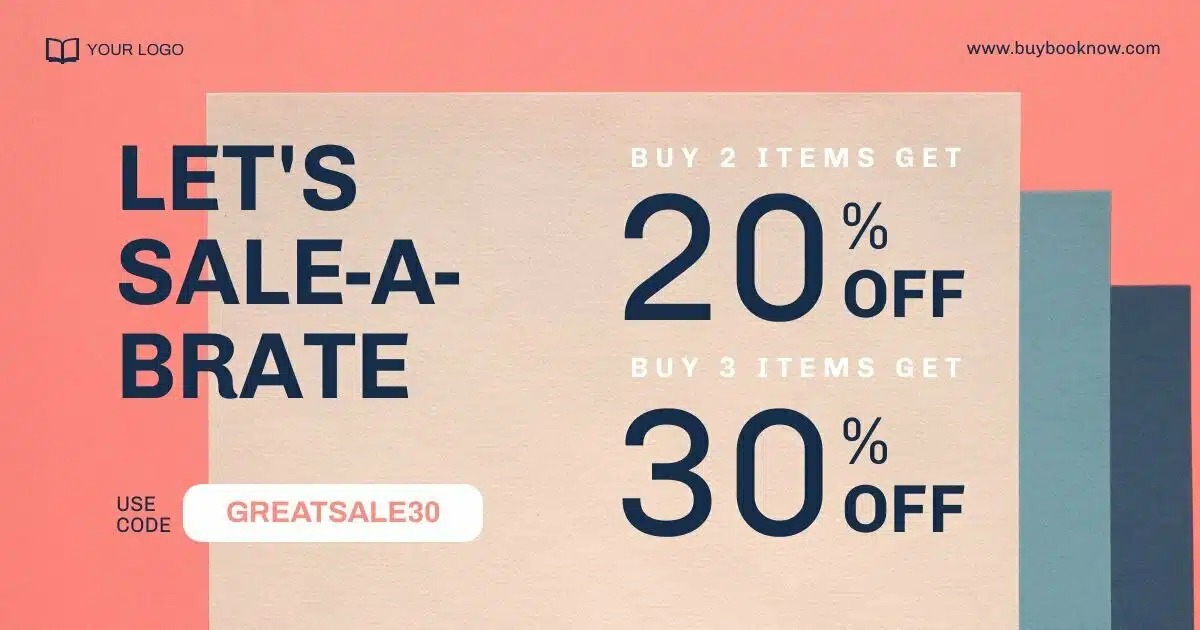 YOUR LOGO
www.buybooknow.com
LET'S
SALE-A-
BRATE
USE
CODE
GREATSALE30
BUY 2 ITEMS GET
20%
OFF
BUY 3 ITEMS GET
30%
OFF